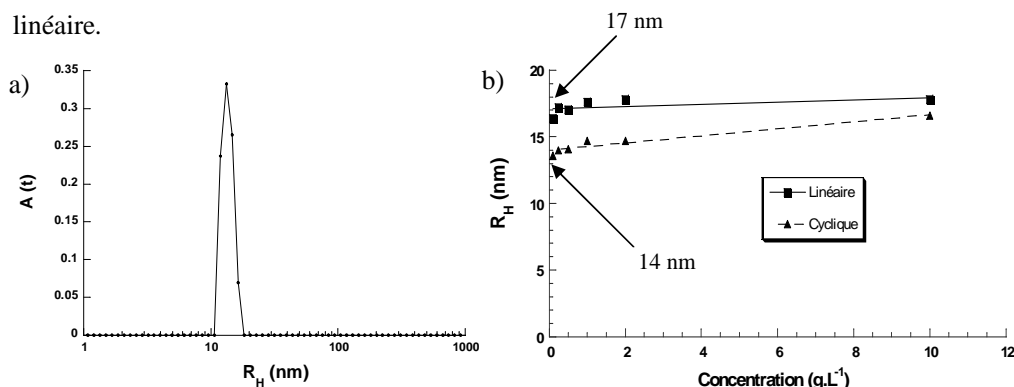 linéaire.
17 nm
a)
0.35
0.3
0.25
0.2
0.15
0.1
0.05
0
A (t)
1
10
100
1000
R_H (nm)
b)
20
15
10
5
0
R_H (nm)
Linéaire
Cyclique
14 nm
0
2
4
6
8
10
12
Concentration (g.L⁻¹)